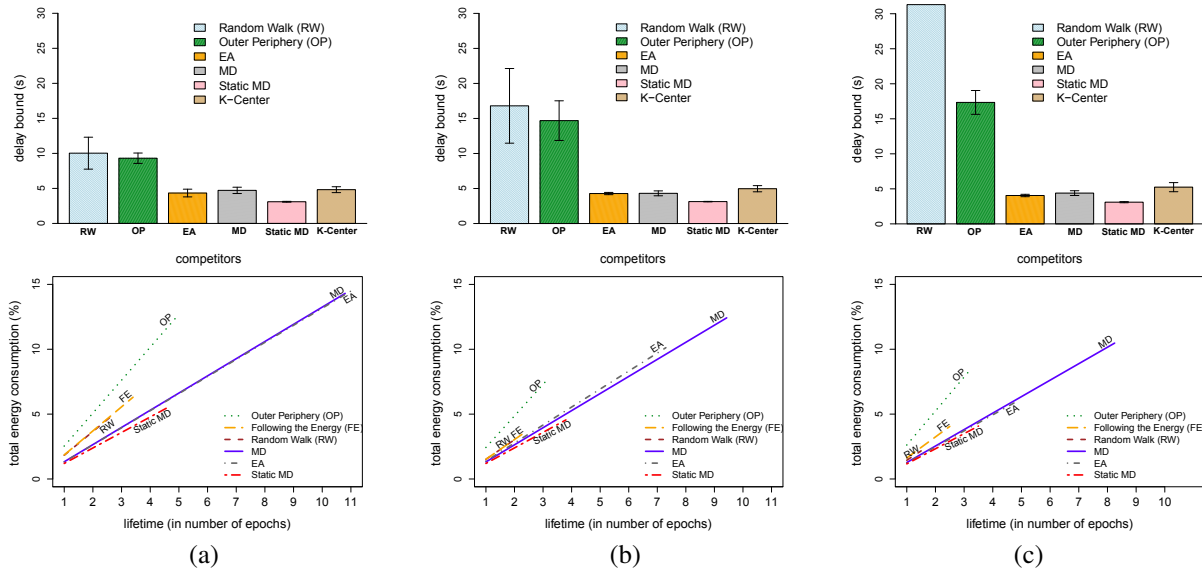 delay bound (s)
0 5 10 15 20 25 30
Random Walk (RW)
Outer Periphery (OP)
EA
MD
Static MD
K−Center
RW OP EA MD Static MD K-Center
competitors
delay bound (s)
0 5 10 15 20 25 30
Random Walk (RW)
Outer Periphery (OP)
EA
MD
Static MD
K−Center
RW OP EA MD Static MD K-Center
competitors
delay bound (s)
0 5 10 15 20 25 30
Random Walk (RW)
Outer Periphery (OP)
EA
MD
Static MD
K−Center
RW OP EA MD Static MD K-Center
competitors
total energy consumption (%)
0 5 10 15
OP
FE
RW
Static MD
MD
EA
Outer Periphery (OP)
Following the Energy (FE)
Random Walk (RW)
MD
EA
Static MD
1 2 3 4 5 6 7 8 9 10 11
lifetime (in number of epochs)
(a)
total energy consumption (%)
0 5 10 15
OP
RW
FE
Static MD
EA
MD
Outer Periphery (OP)
Following the Energy (FE)
Random Walk (RW)
MD
EA
Static MD
1 2 3 4 5 6 7 8 9 10 11
lifetime (in number of epochs)
(b)
total energy consumption (%)
0 5 10 15
OP
RW
FE
Static MD
EA
MD
Outer Periphery (OP)
Following the Energy (FE)
Random Walk (RW)
MD
EA
Static MD
1 2 3 4 5 6 7 8 9 10
lifetime (in number of epochs)
(c)